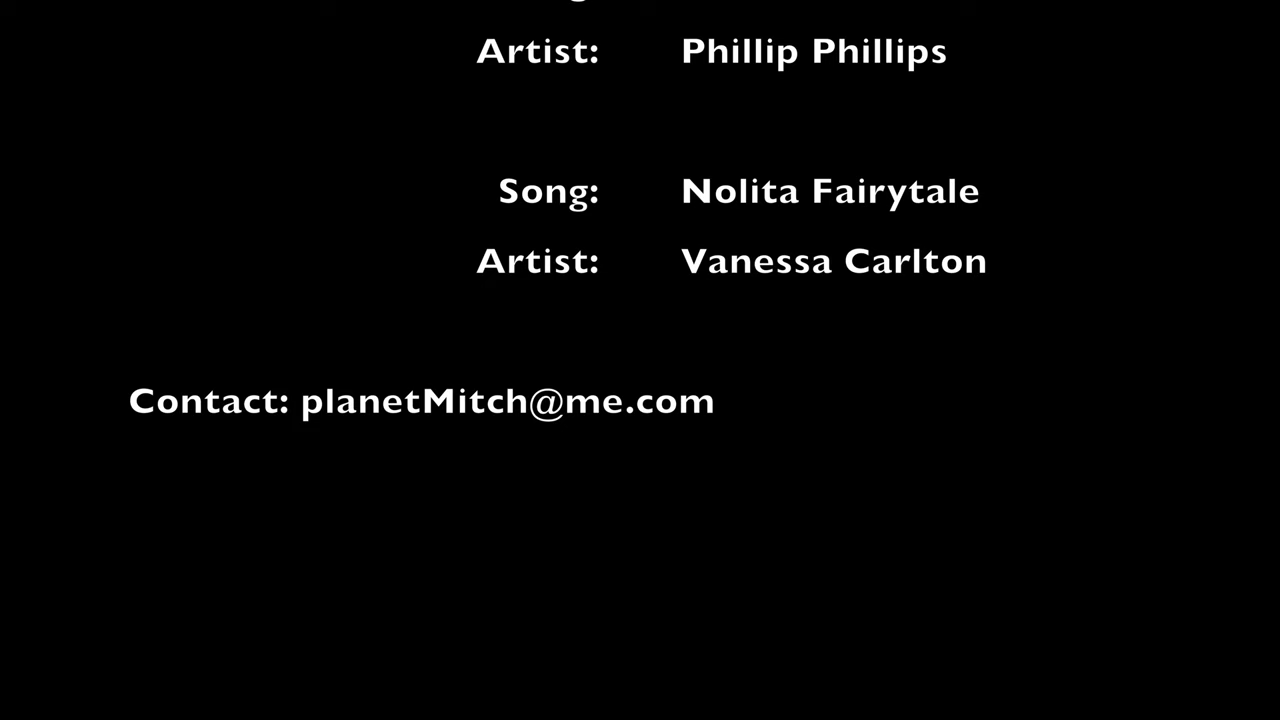 Artist: Phillip Phillips
Song: Nolita Fairytale
Artist: Vanessa Carlton
Contact: planetMitch@me.com